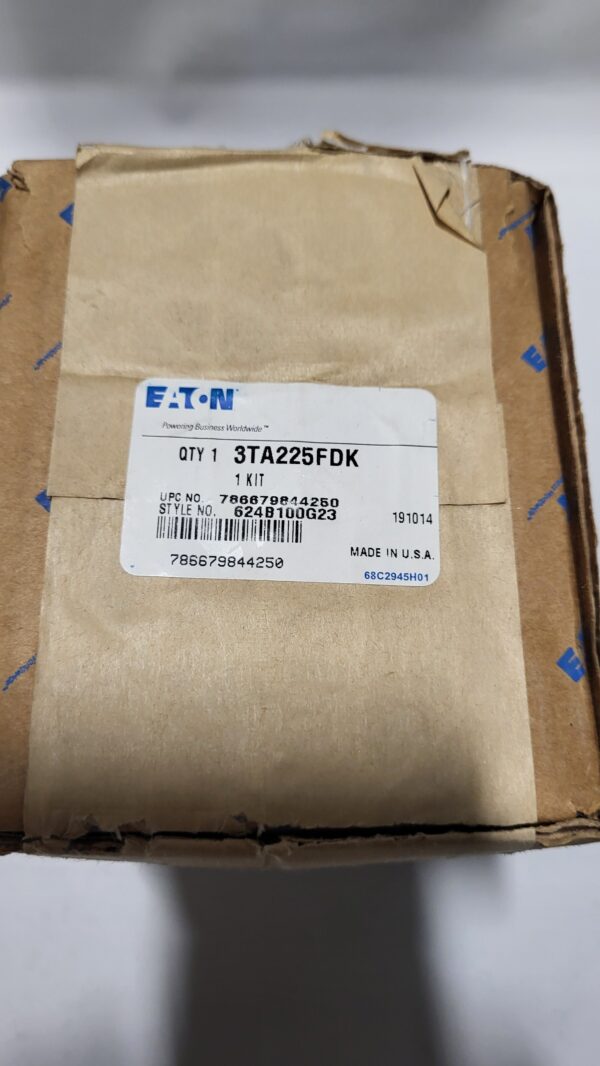 EATON
Powering Business Worldwide™
QTY 1 3TA225FDK
1 KIT
UPC NO. 786679844250
STYLE NO. 624B100G23
191014
786679844250
MADE IN U.S.A.
68C2945H01